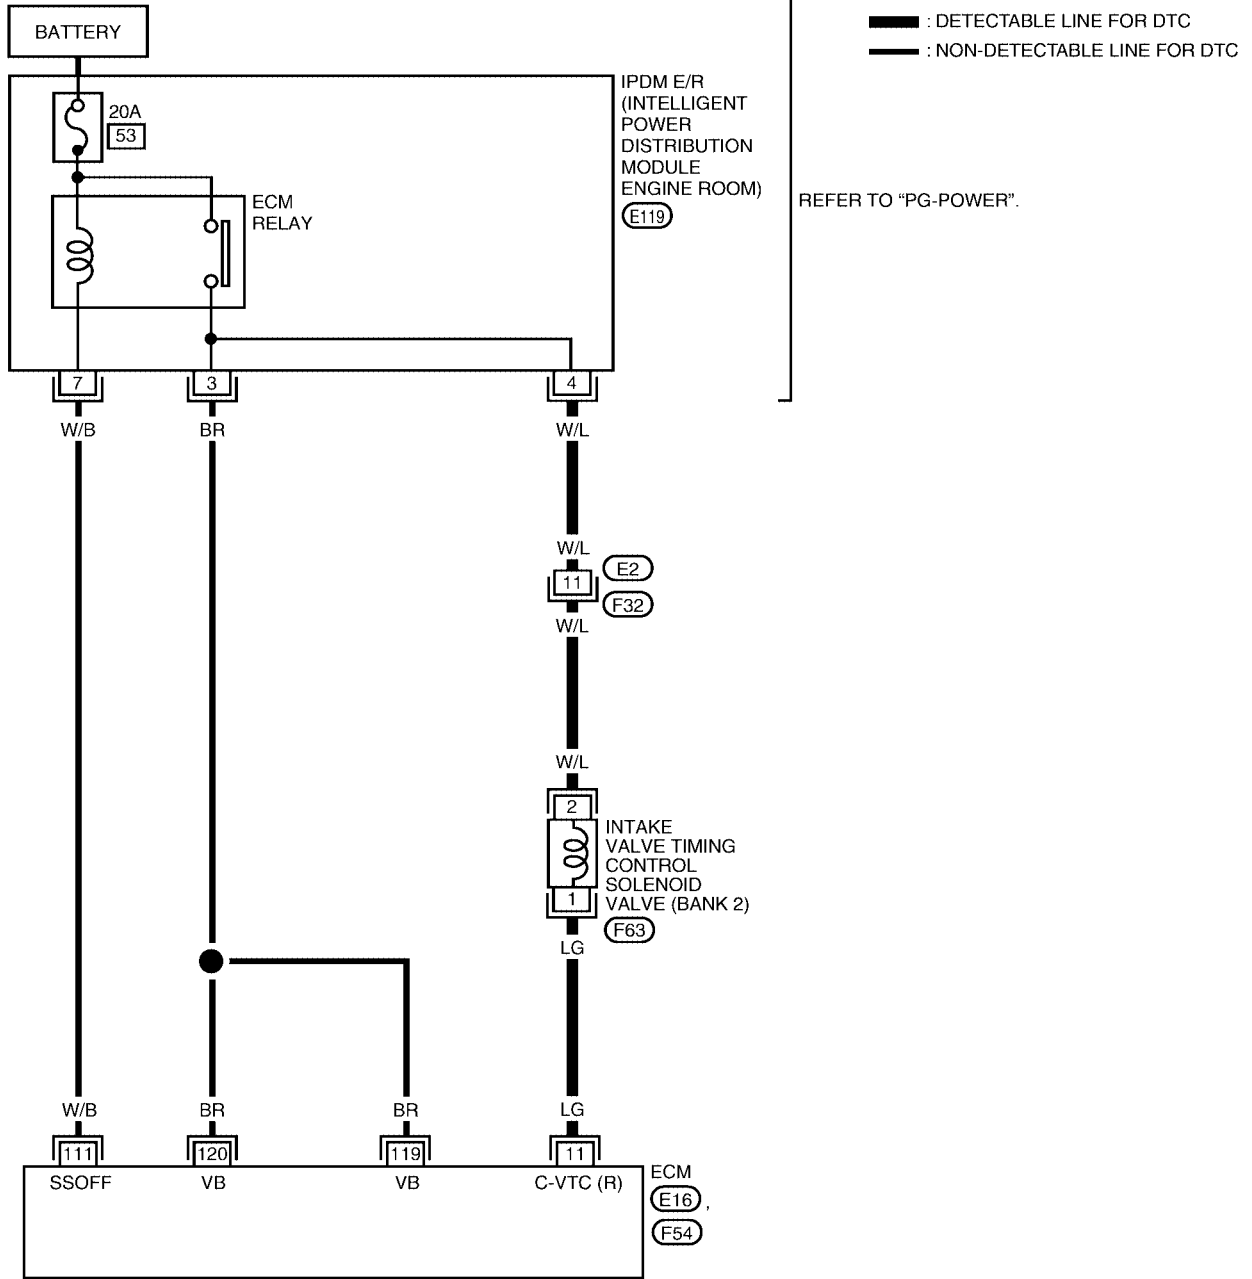 BATTERY
: DETECTABLE LINE FOR DTC
: NON-DETECTABLE LINE FOR DTC
20A
53
IPDM E/R
(INTELLIGENT
POWER
DISTRIBUTION
MODULE
ENGINE ROOM)
E119
ECM
RELAY
REFER TO “PG-POWER”.
7 3 4
W/B BR W/L
W/L
E2
11
F32
W/L
W/L
2
INTAKE
VALVE TIMING
CONTROL
SOLENOID
VALVE (BANK 2)
1
F63
LG
W/B BR BR LG
111 120 119 11
SSOFF VB VB C-VTC (R)
ECM
E16 ,
F54